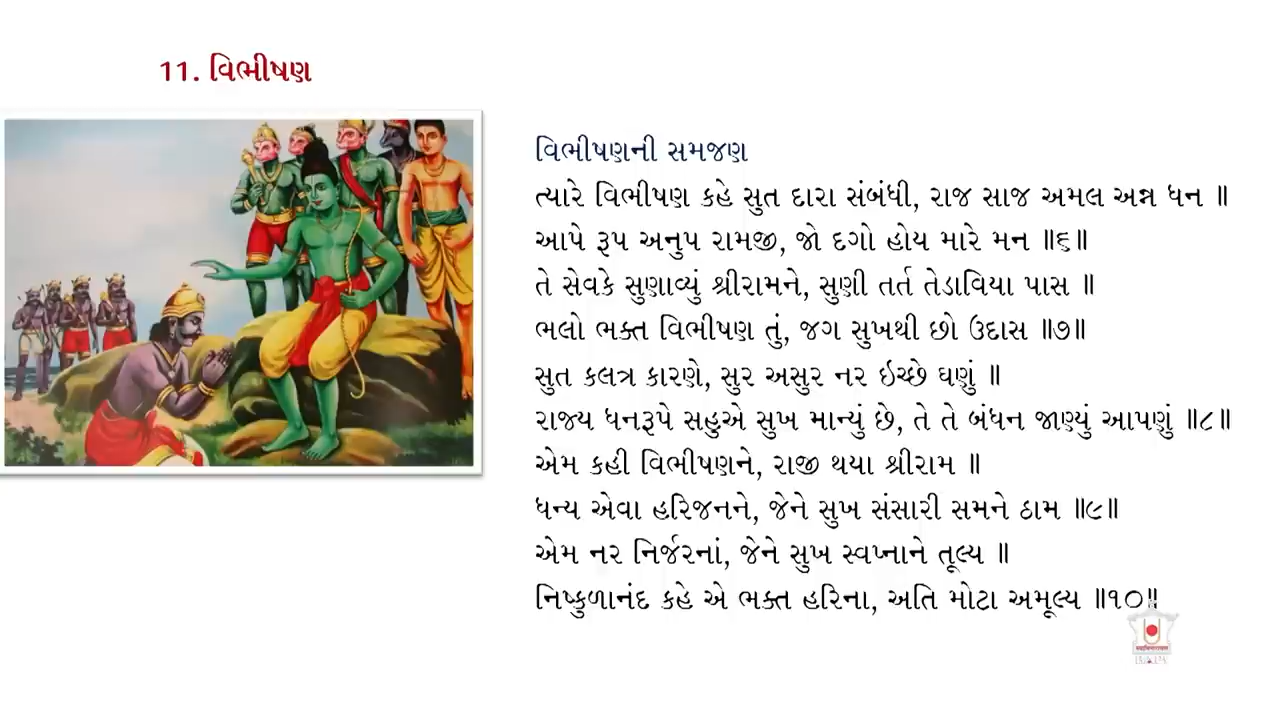 11. વિભીષણ
વિભીષણની સમજણ
ત્યારે વિભીષણ કહે સુત દારા સંબંધી, રાજ સાજ અમલ અન્ન ધન ॥
આપે રૂપ અનુપ રામજી, જો દગો હોય મારે મન ॥૬॥
તે સેવકે સુણાવ્યું શ્રીરામને, સુણી તર્ત તેડાવિયા પાસ ॥
ભલો ભક્ત વિભીષણ તું, જગ સુખથી છો ઉદાસ ॥૭॥
સુત કલત્ર કારણે, સુર અસુર નર ઇચ્છે ઘણું ॥
રાજ્ય ધનરૂપે સહુએ સુખ માન્યું છે, તે તે બંધન જાણ્યું આપણું ॥૮॥
એમ કહી વિભીષણને, રાજી થયા શ્રીરામ ॥
ધન્ય એવા હરિજનને, જેને સુખ સંસારી સમને ઠામ ॥૯॥
એમ નર નિર્જરનાં, જેને સુખ સ્વપ્નાને તૂલ્ય ॥
નિષ્કુળાનંદ કહે એ ભક્ત હરિના, અતિ મોટા અમૂલ્ય ॥૧૦॥
સ્વામિનારાયણ
BAPS